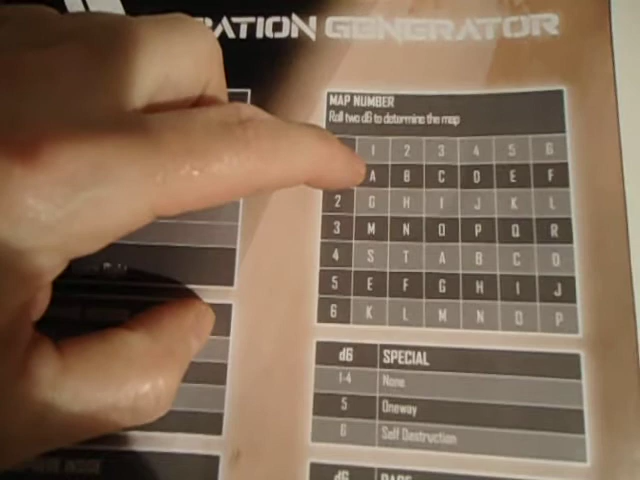 RATION GENERATOR
MAP NUMBER
Roll two d6 to determine the map
1 2 3 4 5 6
A B C D E F
2 G H I J K L
3 M N O P Q R
4 S T A B C D
5 E F G H I J
6 K L M N O P
d6 SPECIAL
1-4 None
5 Oneway
6 Self Destruction
d6